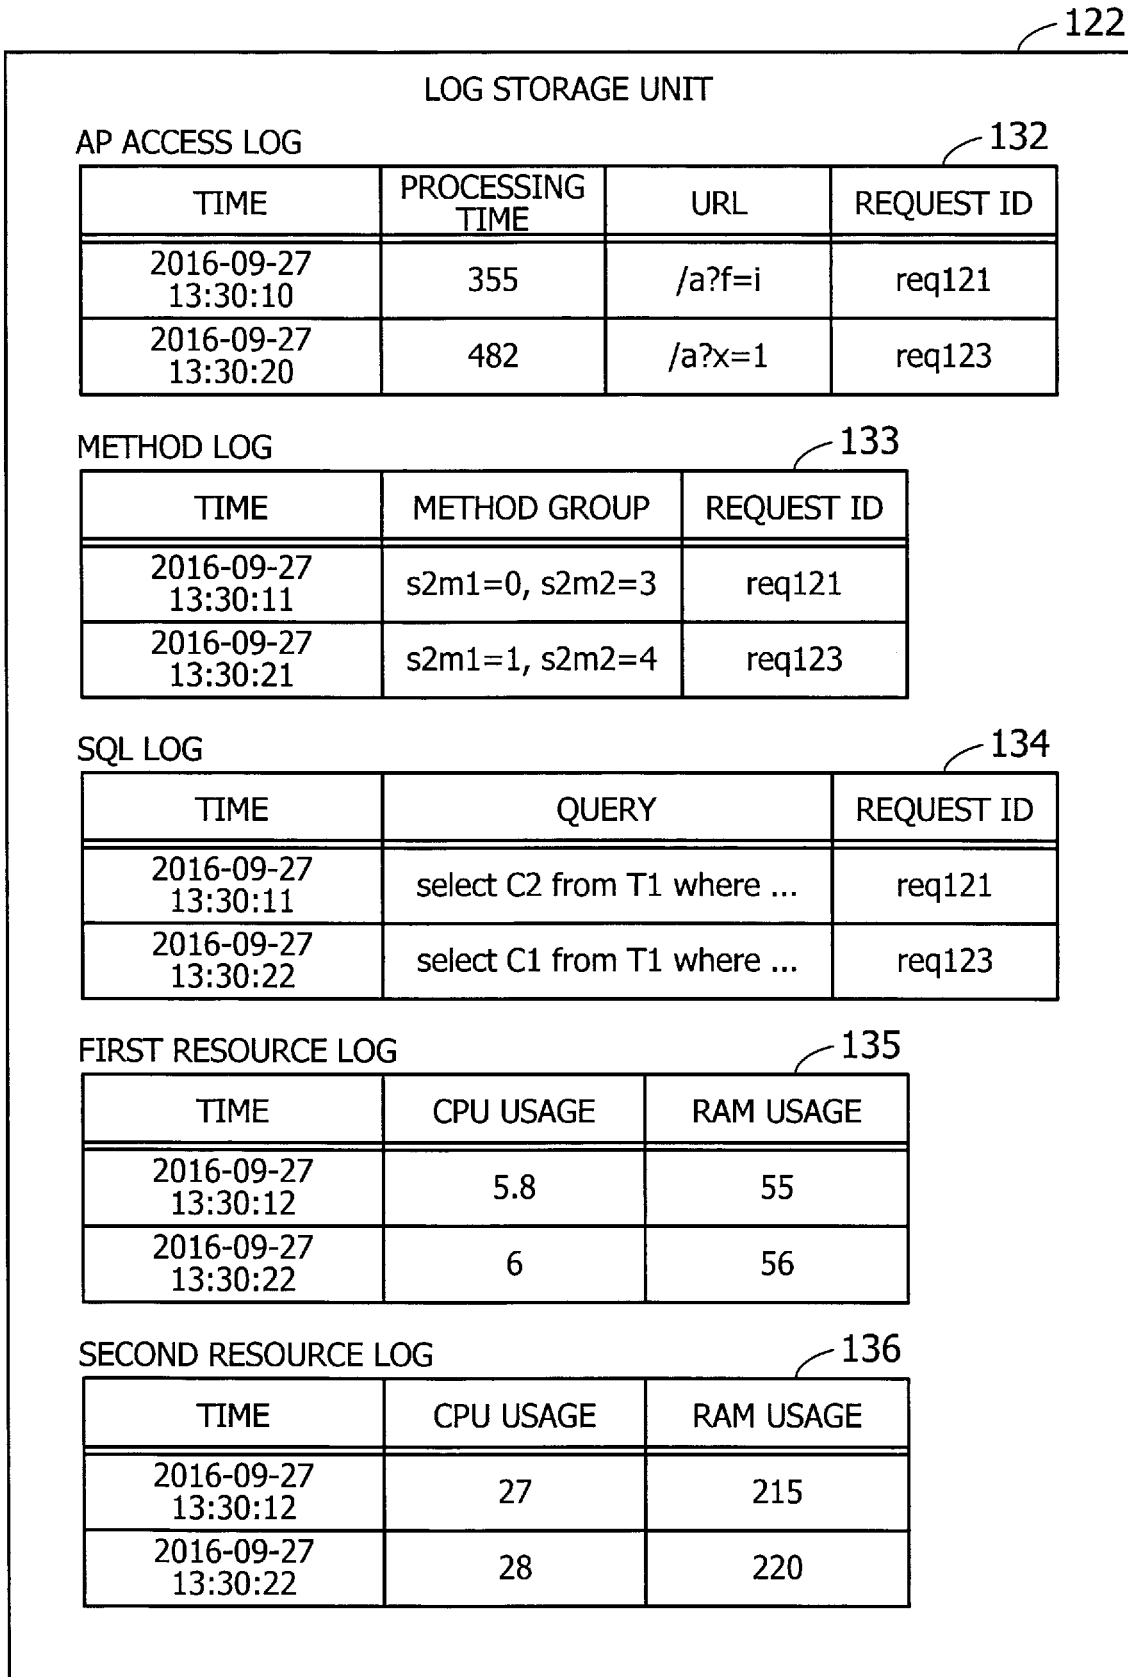 122
LOG STORAGE UNIT
AP ACCESS LOG
132
TIME PROCESSING TIME URL REQUEST ID
2016-09-27 13:30:10 355 /a?f=i req121
2016-09-27 13:30:20 482 /a?x=1 req123
METHOD LOG
133
TIME METHOD GROUP REQUEST ID
2016-09-27 13:30:11 s2m1=0, s2m2=3 req121
2016-09-27 13:30:21 s2m1=1, s2m2=4 req123
SQL LOG
134
TIME QUERY REQUEST ID
2016-09-27 13:30:11 select C2 from T1 where ... req121
2016-09-27 13:30:22 select C1 from T1 where ... req123
FIRST RESOURCE LOG
135
TIME CPU USAGE RAM USAGE
2016-09-27 13:30:12 5.8 55
2016-09-27 13:30:22 6 56
SECOND RESOURCE LOG
136
TIME CPU USAGE RAM USAGE
2016-09-27 13:30:12 27 215
2016-09-27 13:30:22 28 220